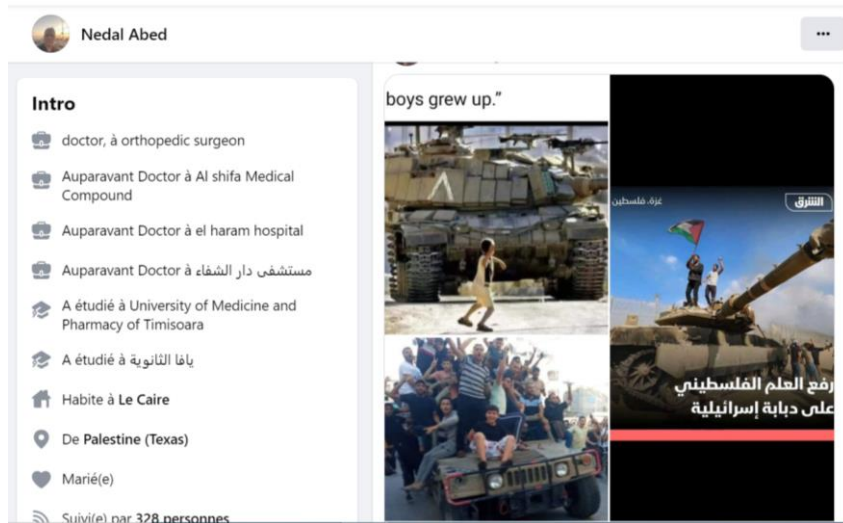 Nedal Abed
Intro
doctor, à orthopedic surgeon
Auparavant Doctor à Al shifa Medical
Compound
Auparavant Doctor à el haram hospital
Auparavant Doctor à مستشفى دار الشفاء
A étudié à University of Medicine and
Pharmacy of Timisoara
A étudié à يافا الثانوية
Habite à Le Caire
De Palestine (Texas)
Marié(e)
Suivi(e) par 328 personnes
boys grew up.”
غزة، فلسطين
الشرق
رفع العلم الفلسطيني
على دبابة إسرائيلية